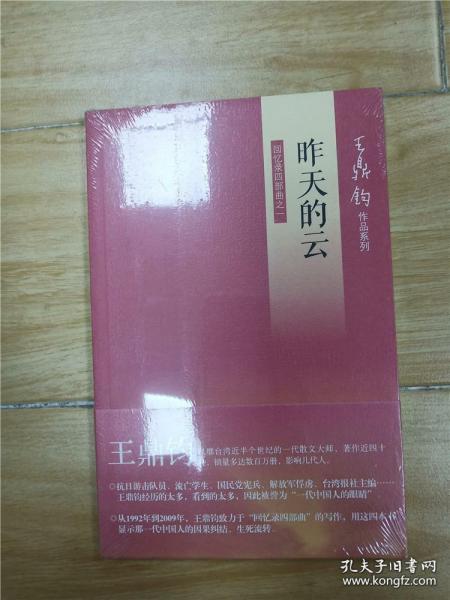 王鼎钧
作品系列
昨天的云
回忆录四部曲之一
王鼎钧
台湾近半个世纪的一代散文大师,著作近四十
销量多达数百万册,影响几代人。
抗日游击队员、流亡学生、国民党宪兵、解放军俘虏、台湾报社主编……
王鼎钧经历的太多,看到的太多,因此被誉为“一代中国人的眼睛”
从1992年到2009年,王鼎钧致力于“回忆录四部曲”的写作,用这四本书
显示那一代中国人的因果纠结、生死流转。
孔夫子旧书网
www.kongfz.com